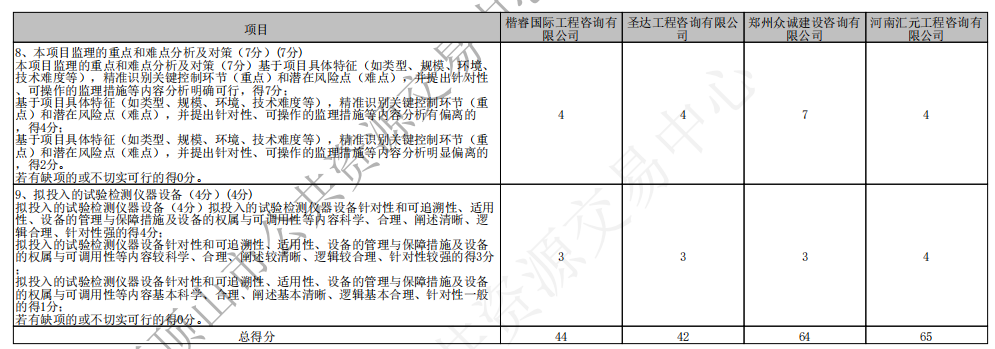 项目
楷睿国际工程咨询有限公司
圣达工程咨询有限公司
郑州众诚建设咨询有限公司
河南汇元工程咨询有限公司
8、本项目监理的重点和难点分析及对策（7分）(7分)
本项目监理的重点和难点分析及对策（7分）基于项目具体特征（如类型、规模、环境、
技术难度等），精准识别关键控制环节（重点）和潜在风险点（难点），并提出针对性
、可操作的监理措施等内容分析明确可行，得7分；
基于项目具体特征（如类型、规模、环境、技术难度等），精准识别关键控制环节（重
点）和潜在风险点（难点），并提出针对性、可操作的监理措施等内容分析有偏离的
，得4分；
基于项目具体特征（如类型、规模、环境、技术难度等），精准识别关键控制环节（重
点）和潜在风险点（难点），并提出针对性、可操作的监理措施等内容分析明显偏离的
，得2分。
若有缺项的或不切实可行的得0分。
4
4
7
4
9、拟投入的试验检测仪器设备（4分）(4分)
拟投入的试验检测仪器设备（4分）拟投入的试验检测仪器设备针对性和可追溯性、适用
性、设备的管理与保障措施及设备的权属与可调用性等内容科学、合理、阐述清晰、逻
辑合理、针对性强的得4分；
拟投入的试验检测仪器设备针对性和可追溯性、适用性、设备的管理与保障措施及设备
的权属与可调用性等内容较科学、合理、阐述较清晰、逻辑较合理、针对性较强的得3分
；
拟投入的试验检测仪器设备针对性和可追溯性、适用性、设备的管理与保障措施及设备
的权属与可调用性等内容基本科学、合理、阐述基本清晰、逻辑基本合理、针对性一般
的得1分；
若有缺项的或不切实可行的得0分。
3
3
3
4
总得分
44
42
64
65
顶山市公共资源交易中心
共资源交易中心